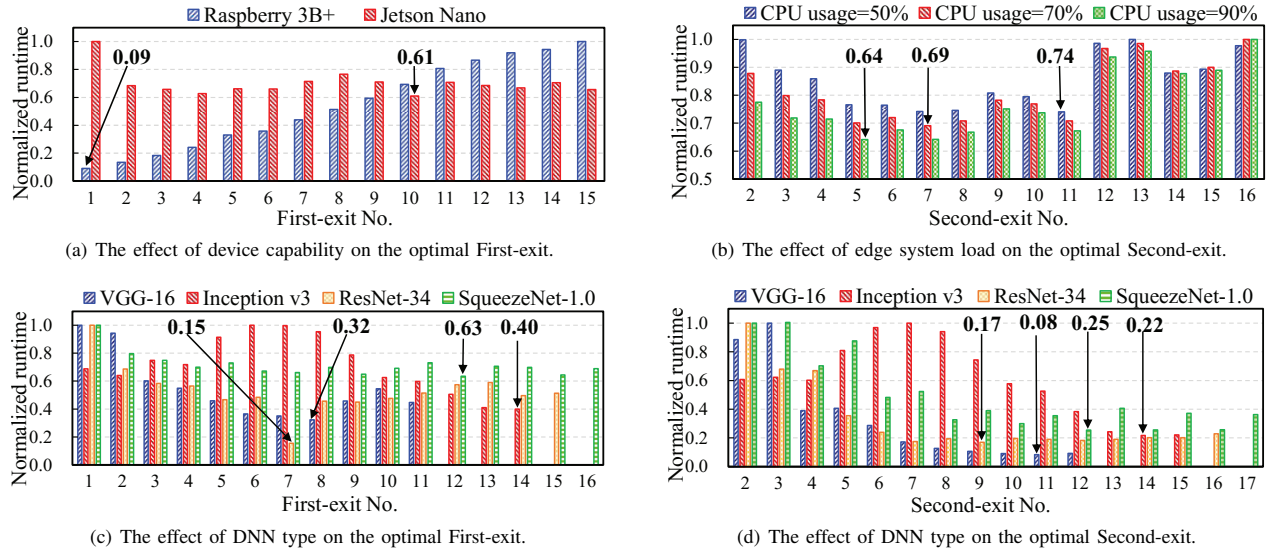 Raspberry 3B+ Jetson Nano
Normalized runtime
1.0
0.8
0.6
0.4
0.2
0.0
0.09
0.61
1 2 3 4 5 6 7 8 9 10 11 12 13 14 15
First-exit No.
(a) The effect of device capability on the optimal First-exit.
CPU usage=50% CPU usage=70% CPU usage=90%
Normalized runtime
1.0
0.9
0.8
0.7
0.6
0.5
0.64 0.69 0.74
2 3 4 5 6 7 8 9 10 11 12 13 14 15 16
Second-exit No.
(b) The effect of edge system load on the optimal Second-exit.
VGG-16 Inception v3 ResNet-34 SqueezeNet-1.0
Normalized runtime
1.0
0.8
0.6
0.4
0.2
0.0
0.15 0.32 0.63 0.40
1 2 3 4 5 6 7 8 9 10 11 12 13 14 15 16
First-exit No.
(c) The effect of DNN type on the optimal First-exit.
VGG-16 Inception v3 ResNet-34 SqueezeNet-1.0
Normalized runtime
1.0
0.8
0.6
0.4
0.2
0.0
0.17 0.08 0.25 0.22
2 3 4 5 6 7 8 9 10 11 12 13 14 15 16 17
Second-exit No.
(d) The effect of DNN type on the optimal Second-exit.